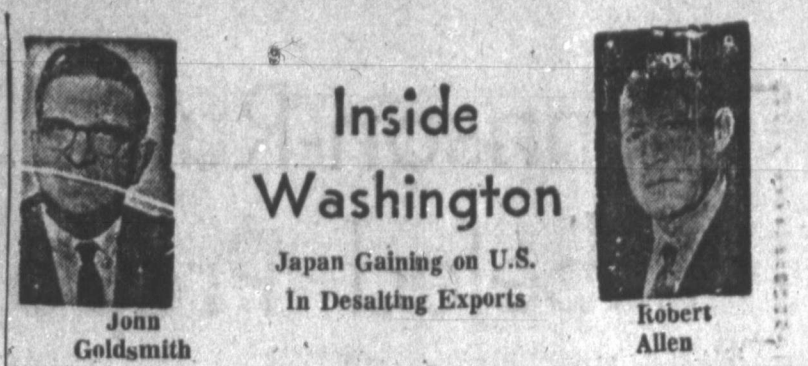 Inside
Washington
Japan Gaining on U.S.
In Desalting Exports
John
Goldsmith
Robert
Allen